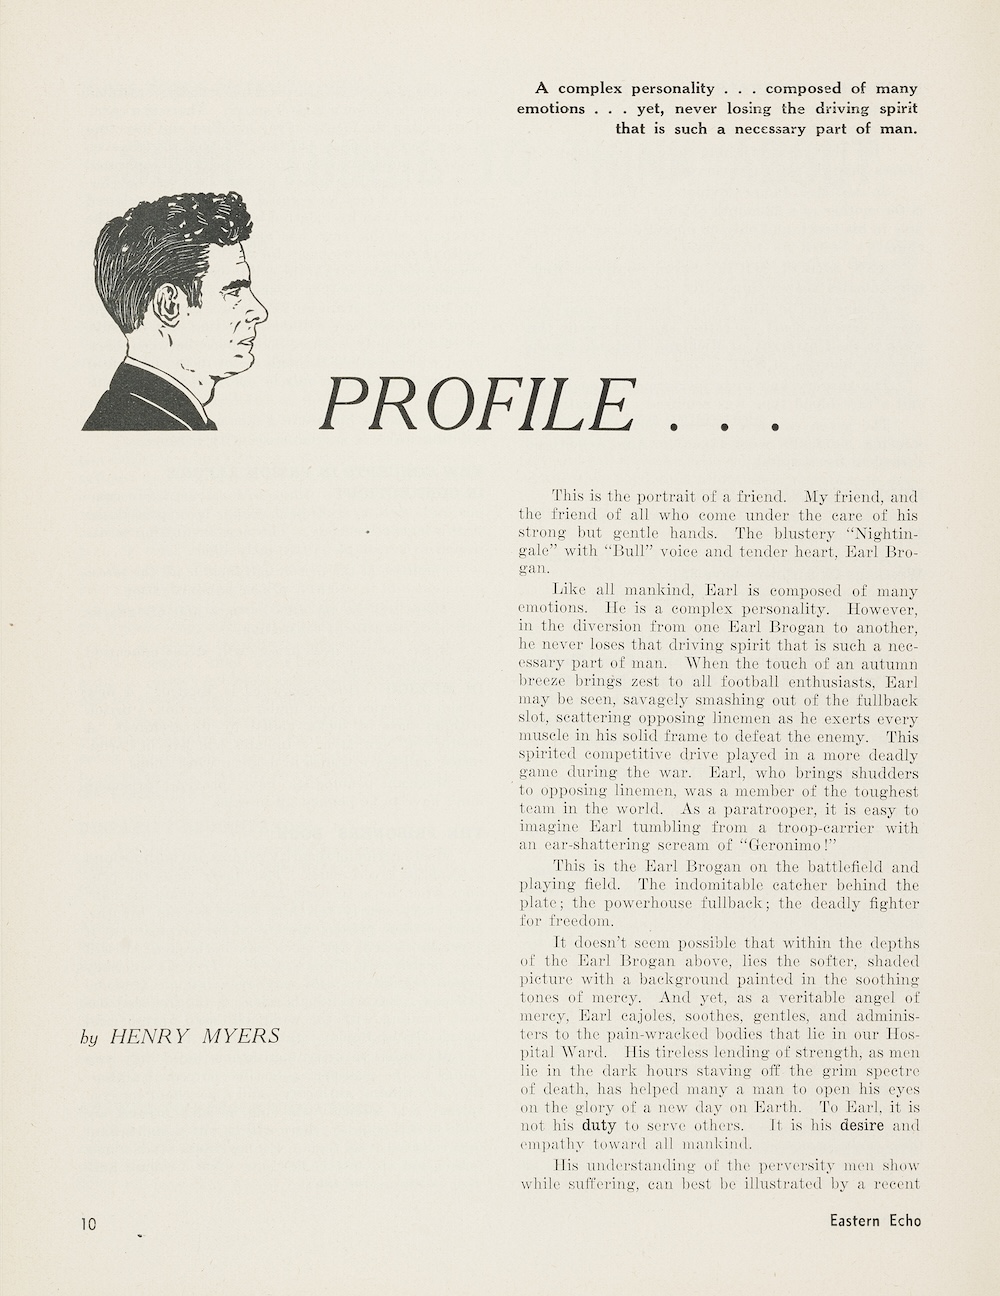 A complex personality . . . composed of many
emotions . . . yet, never losing the driving spirit
that is such a necessary part of man.
PROFILE . . .
by HENRY MYERS
This is the portrait of a friend. My friend, and
the friend of all who come under the care of his
strong but gentle hands. The blustery “Nightin-
gale” with “Bull” voice and tender heart, Earl Bro-
gan.
Like all mankind, Earl is composed of many
emotions. He is a complex personality. However,
in the diversion from one Earl Brogan to another,
he never loses that driving spirit that is such a nec-
essary part of man. When the touch of an autumn
breeze brings zest to all football enthusiasts, Earl
may be seen, savagely smashing out of the fullback
slot, scattering opposing linemen as he exerts every
muscle in his solid frame to defeat the enemy. This
spirited competitive drive played in a more deadly
game during the war. Earl, who brings shudders
to opposing linemen, was a member of the toughest
team in the world. As a paratrooper, it is easy to
imagine Earl tumbling from a troop-carrier with
an ear-shattering scream of “Geronimo!”
This is the Earl Brogan on the battlefield and
playing field. The indomitable catcher behind the
plate; the powerhouse fullback; the deadly fighter
for freedom.
It doesn't seem possible that within the depths
of the Earl Brogan above, lies the softer, shaded
picture with a background painted in the soothing
tones of mercy. And yet, as a veritable angel of
mercy, Earl cajoles, soothes, gentles, and adminis-
ters to the pain-wracked bodies that lie in our Hos-
pital Ward. His tireless lending of strength, as men
lie in the dark hours staving off the grim spectre
of death, has helped many a man to open his eyes
on the glory of a new day on Earth. To Earl, it is
not his duty to serve others. It is his desire and
empathy toward all mankind.
His understanding of the perversity men show
while suffering, can best be illustrated by a recent
10
Eastern Echo